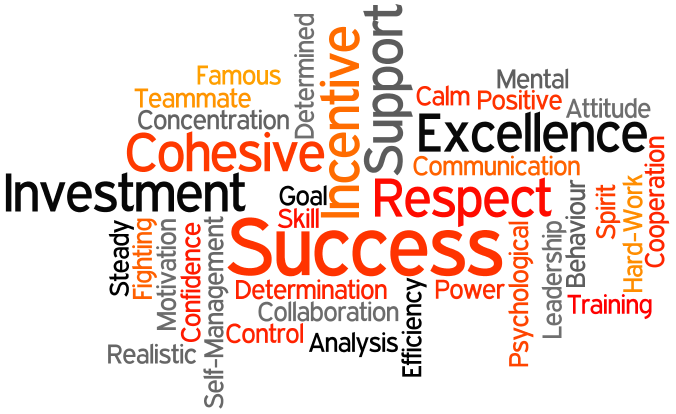 Famous
Teammate
Concentration
Determined
Incentive
Support
Mental
Calm
Positive
Attitude
Cohesive
Excellence
Communication
Investment
Goal
Skill
Respect
Success
Steady
Fighting
Motivation
Confidence
Self-Management
Psychological
Leadership
Behaviour
Spirit
Hard-Work
Cooperation
Determination
Power
Collaboration
Efficiency
Training
Control
Analysis
Realistic